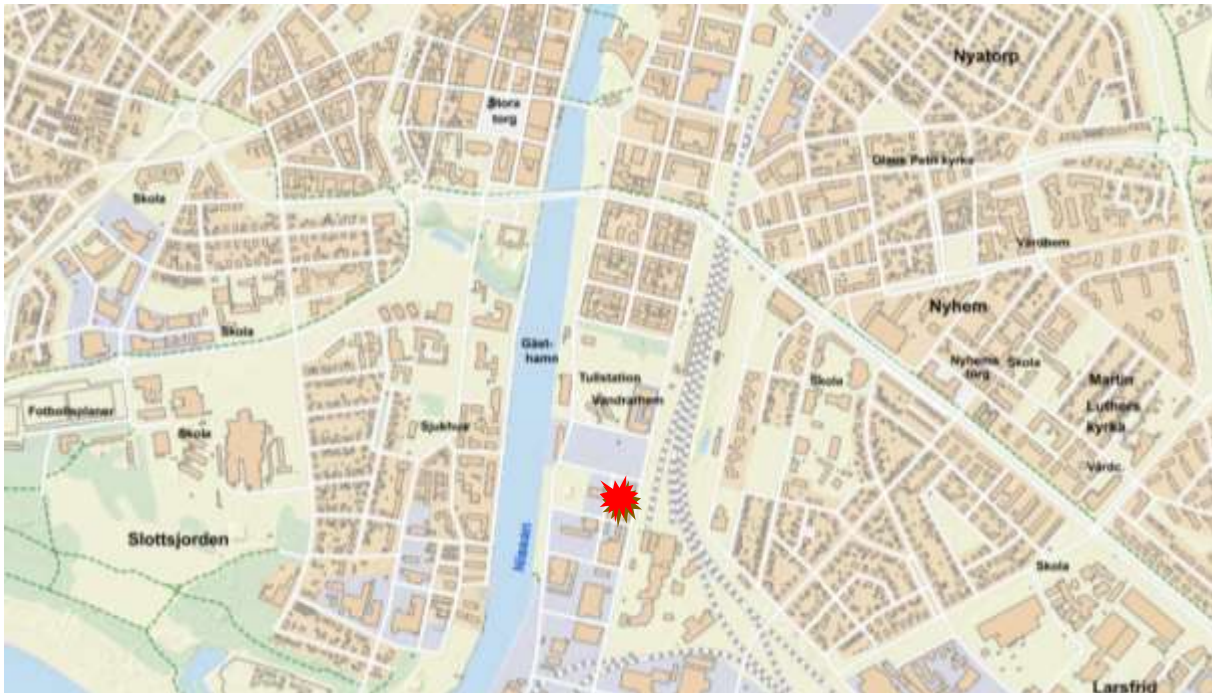 Nyatorp
Stora
torg
Olaus Petri kyrka
Skola
Vårdhem
Nyhem
Skola
Gäst-
hamn
Nyhems
torg
Skola
Tullstation
Vandrarhem
Skola
Martin
Luthers
kyrka
Fotbollsplaner
Skola
Sjukhus
Vårdc.
Slottsjorden
Nissan
Skola
Larsfrid